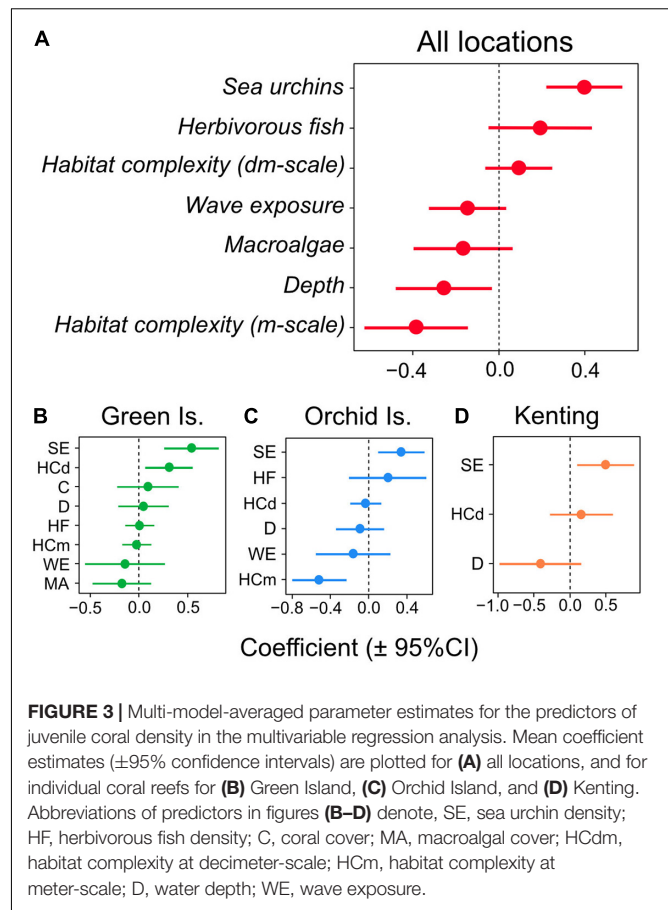 A
All locations
Sea urchins
Herbivorous fish
Habitat complexity (dm-scale)
Wave exposure
Macroalgae
Depth
Habitat complexity (m-scale)
−0.4 0.0 0.4
B Green Is.
SE
HCd
C
D
HF
HCm
WE
MA
−0.5 0.0 0.5
C Orchid Is.
SE
HF
HCd
D
WE
HCm
−0.8 −0.4 0.0 0.4
D Kenting
SE
HCd
D
−1.0 0.0 0.5
Coefficient (± 95%CI)
FIGURE 3 | Multi-model-averaged parameter estimates for the predictors of
juvenile coral density in the multivariable regression analysis. Mean coefficient
estimates (±95% confidence intervals) are plotted for (A) all locations, and for
individual coral reefs for (B) Green Island, (C) Orchid Island, and (D) Kenting.
Abbreviations of predictors in figures (B–D) denote, SE, sea urchin density;
HF, herbivorous fish density; C, coral cover; MA, macroalgal cover; HCdm,
habitat complexity at decimeter-scale; HCm, habitat complexity at
meter-scale; D, water depth; WE, wave exposure.